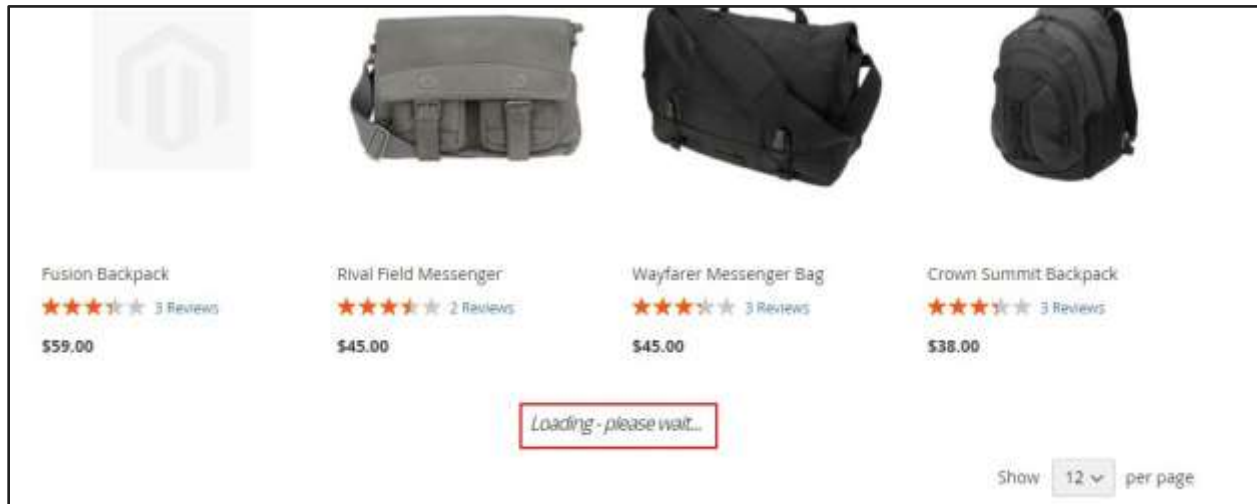 Fusion Backpack
3 Reviews
$59.00
Rival Field Messenger
2 Reviews
$45.00
Wayfarer Messenger Bag
3 Reviews
$45.00
Crown Summit Backpack
3 Reviews
$38.00
Loading - please wait...
Show 12 per page